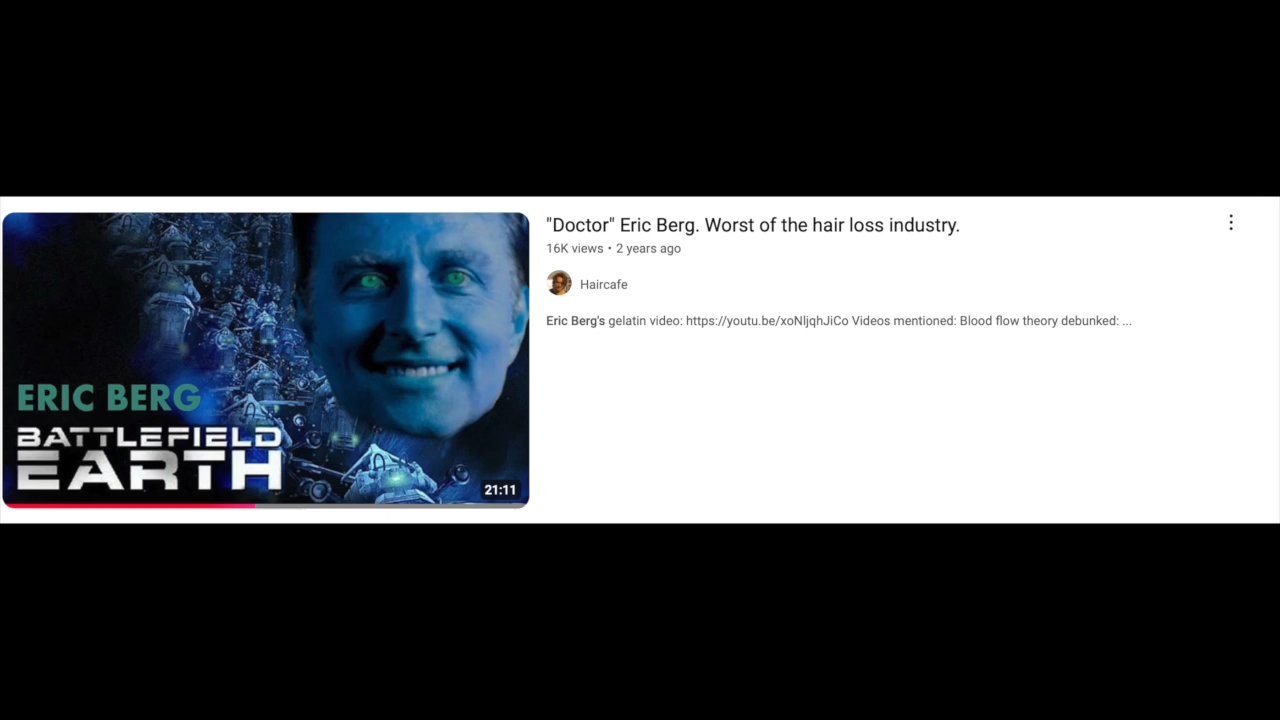 ERIC BERG
BATTLEFIELD
EARTH
21:11
"Doctor" Eric Berg. Worst of the hair loss industry.
16K views • 2 years ago
Haircafe
Eric Berg's gelatin video: https://youtu.be/xoNljqhJiCo Videos mentioned: Blood flow theory debunked: ...